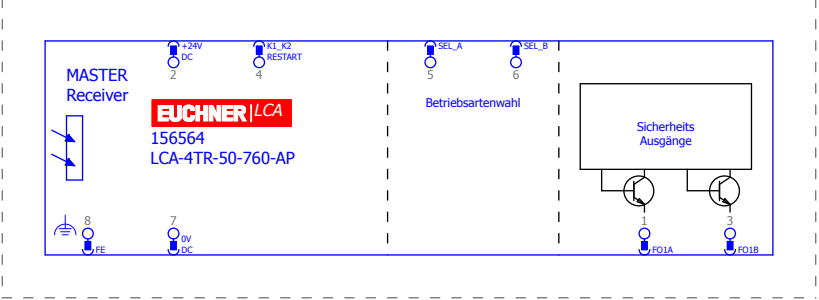 +24V
DC
2
K1_K2
RESTART
4
SEL_A
5
SEL_B
6
MASTER
Receiver
EUCHNER LCA
156564
LCA-4TR-50-760-AP
Betriebsartenwahl
Sicherheits
Ausgänge
8
FE
7
0V
DC
1
FO1A
3
FO1B